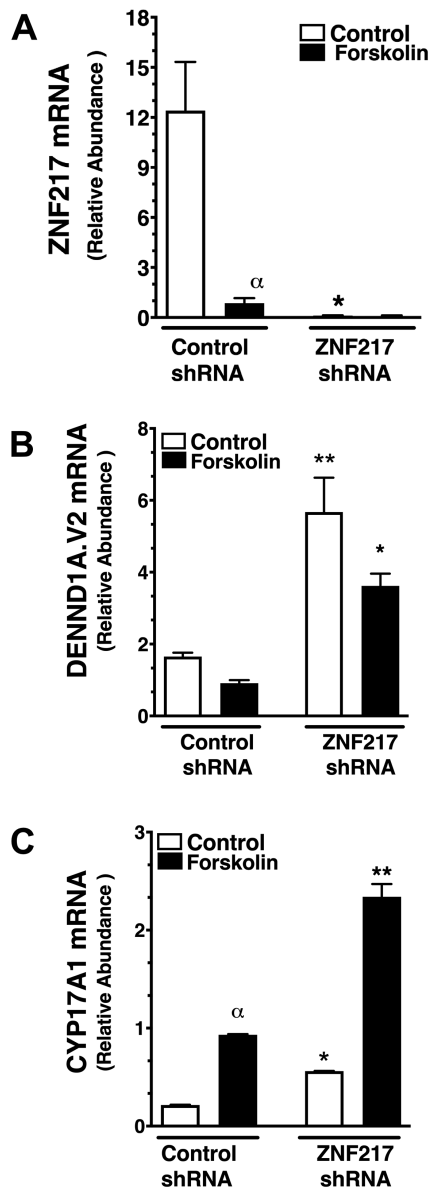 A
ZNF217 mRNA
(Relative Abundance)
Control
Forskolin
15
12
9
6
3
0
α
*
Control
shRNA
ZNF217
shRNA
B
DENND1A.V2 mRNA
(Relative Abundance)
Control
Forskolin
8
6
4
2
0
**
*
Control
shRNA
ZNF217
shRNA
C
CYP17A1 mRNA
(Relative Abundance)
Control
Forskolin
3
2
1
0
α
*
**
Control
shRNA
ZNF217
shRNA